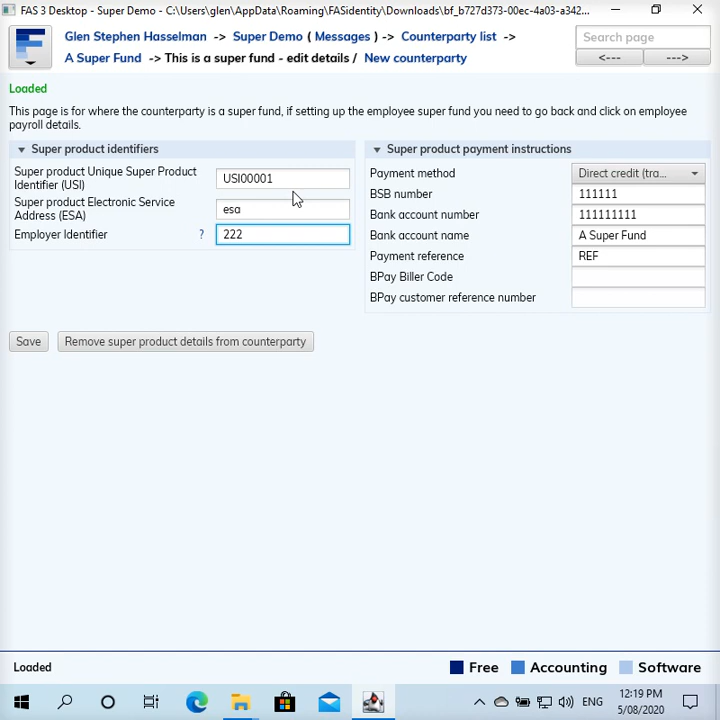 FAS 3 Desktop - Super Demo - C:\Users\glen\AppData\Roaming\FASidentity\Downloads\bf_b727d373-00ec-4a03-a342...
Glen Stephen Hasselman -> Super Demo ( Messages ) -> Counterparty list ->
A Super Fund -> This is a super fund - edit details / New counterparty
Search page
<--- --->
Loaded
This page is for where the counterparty is a super fund, if setting up the employee super fund you need to go back and click on employee
payroll details.
Super product identifiers
Super product Unique Super Product
Identifier (USI)
USI00001
Super product Electronic Service
Address (ESA)
esa
Employer Identifier ? 222
Super product payment instructions
Payment method Direct credit (tra...
BSB number 111111
Bank account number 111111111
Bank account name A Super Fund
Payment reference REF
BPay Biller Code
BPay customer reference number
Save Remove super product details from counterparty
Loaded
Free Accounting Software
ENG
12:19 PM
5/08/2020